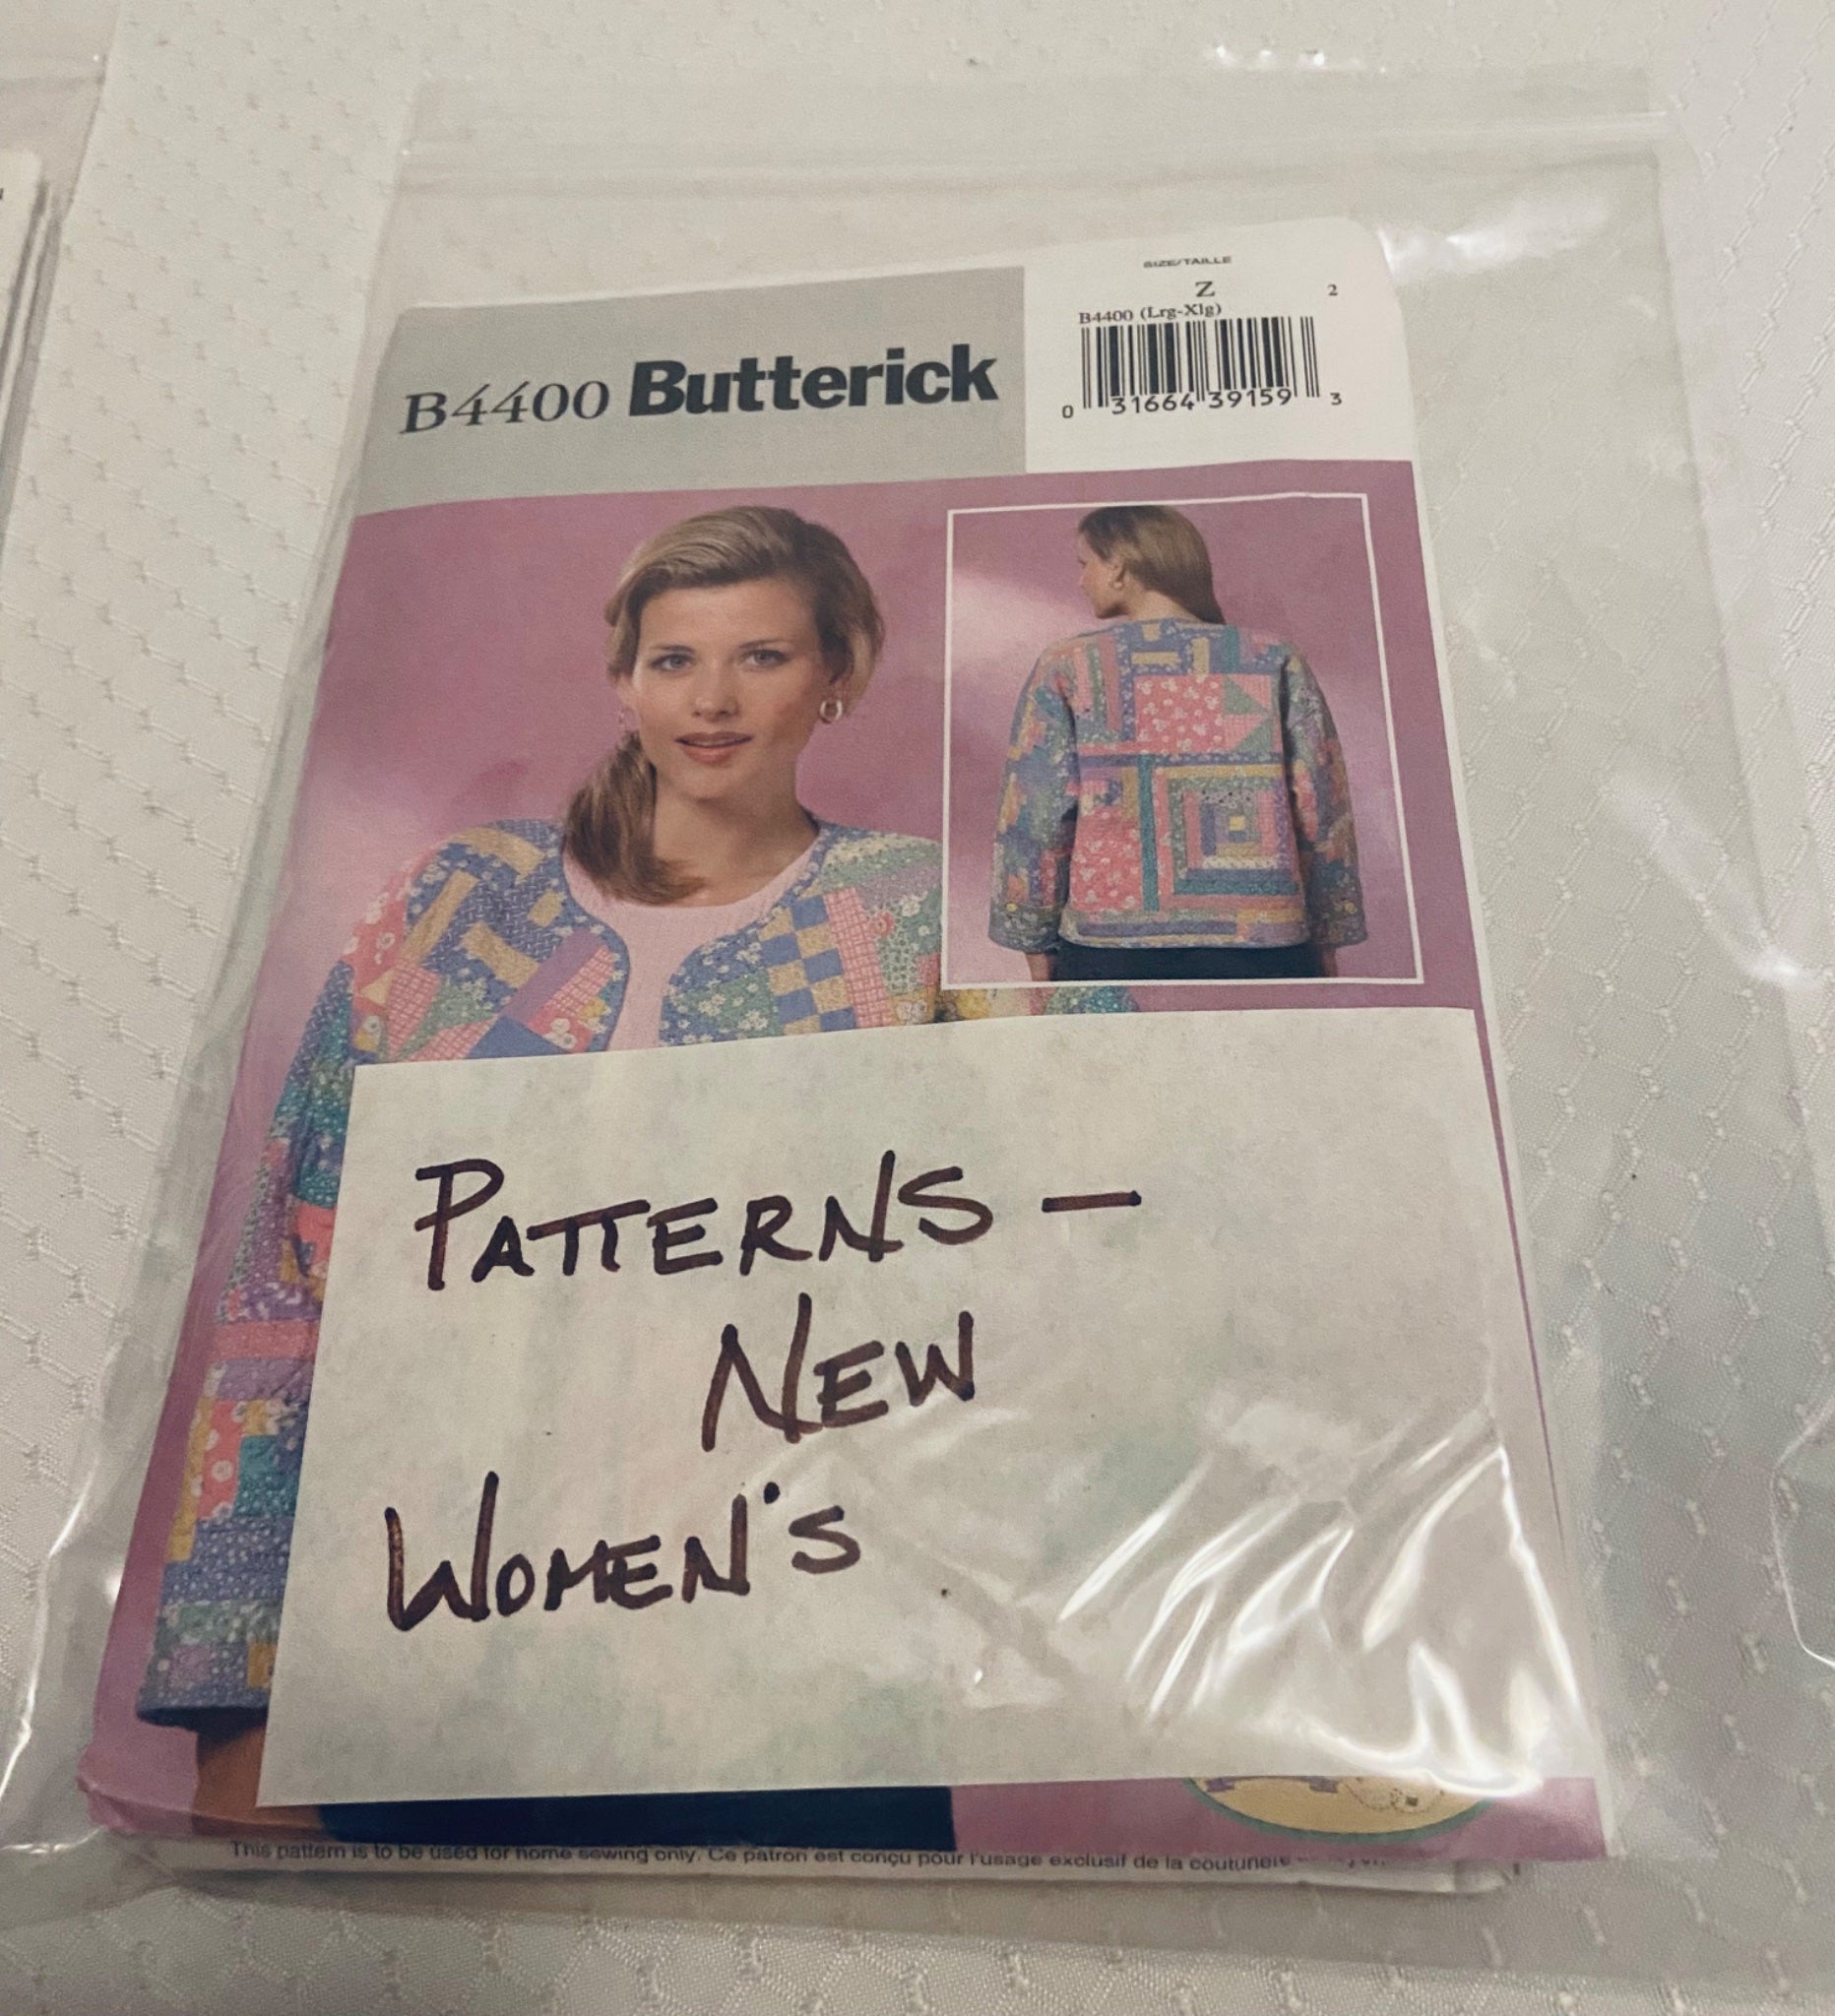 SIZE/TAILLE
Z 2
B4400 (Lrg-Xlg)
B4400 Butterick
0 31664 39159 3
PATTERNS -
NEW
WOMEN'S
This pattern is to be used for home sewing only. Ce patron est conçu pour l'usage exclusif de la